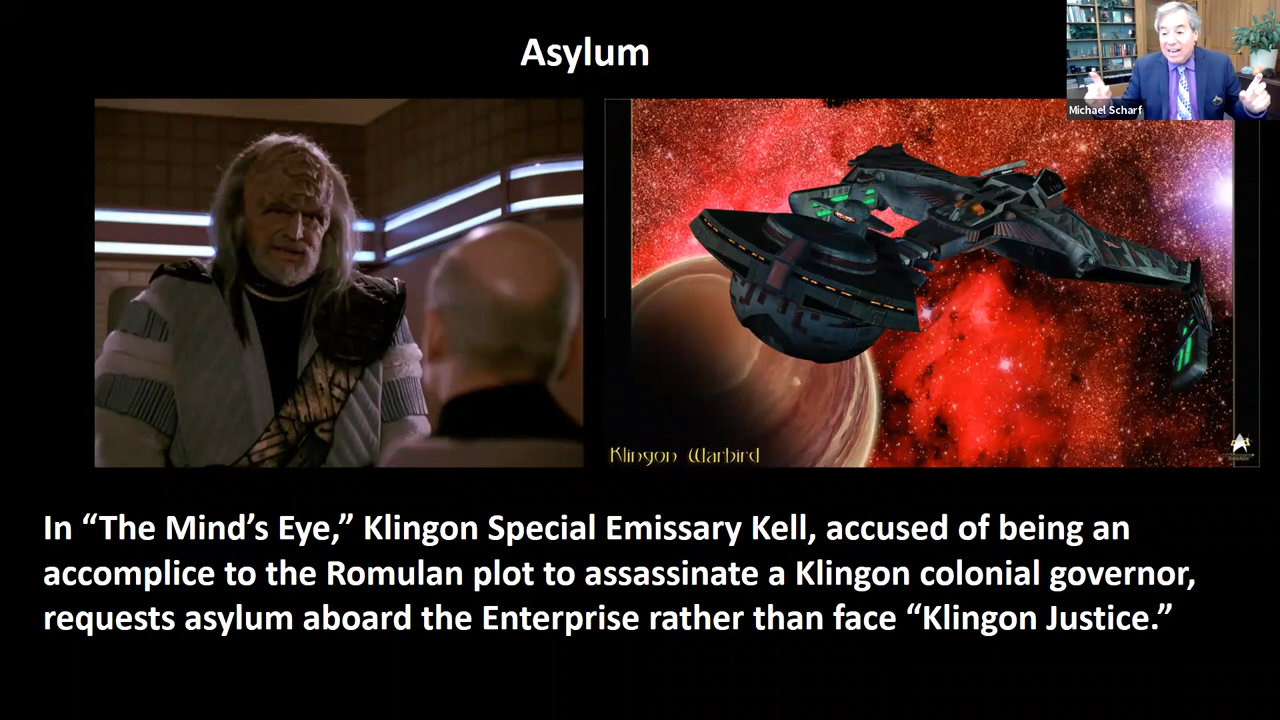 Asylum
Michael Scharf
Klingon Warbird
In “The Mind’s Eye,” Klingon Special Emissary Kell, accused of being an
accomplice to the Romulan plot to assassinate a Klingon colonial governor,
requests asylum aboard the Enterprise rather than face “Klingon Justice.”